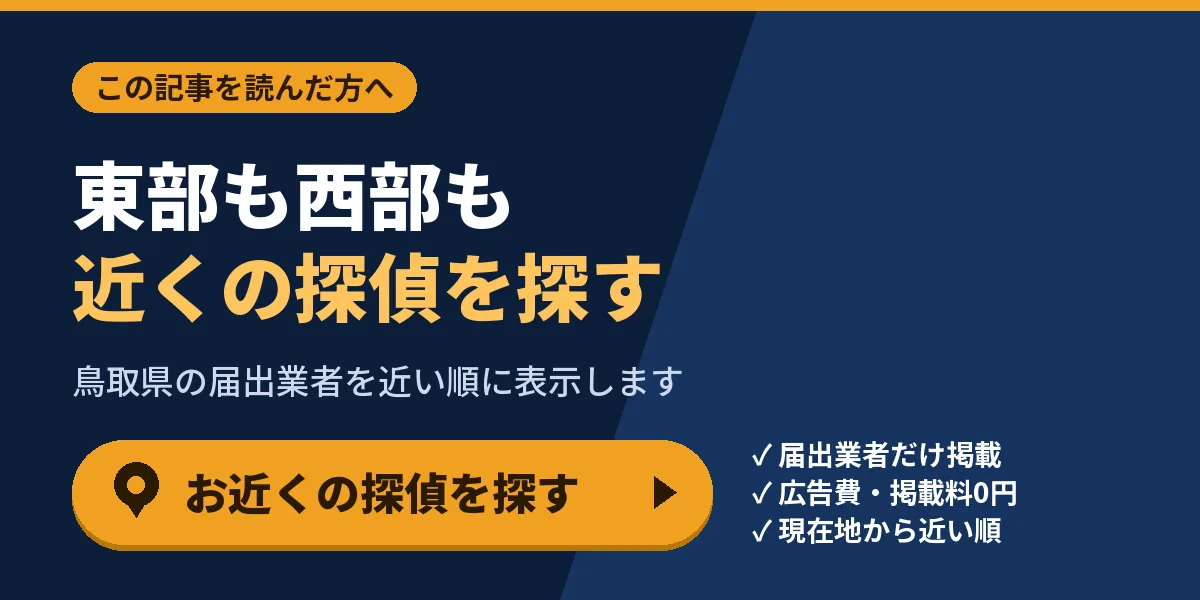 この記事を読んだ方へ
東部も西部も
近くの探偵を探す
鳥取県の届出業者を近い順に表示します
お近くの探偵を探す
✓届出業者だけ掲載
✓広告費・掲載料0円
✓現在地から近い順